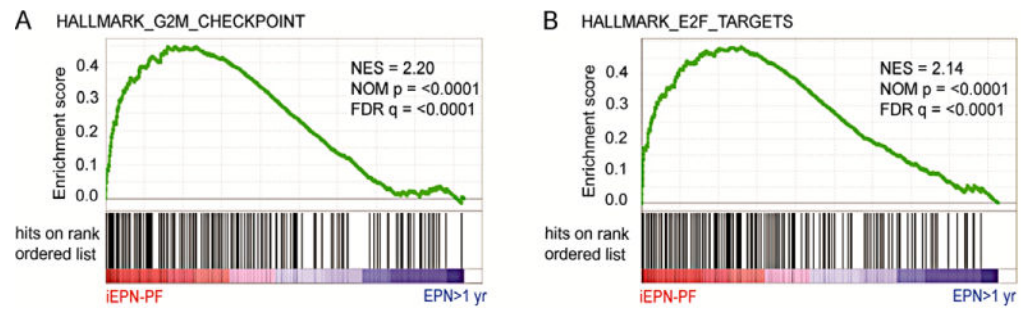 A HALLMARK_G2M_CHECKPOINT
Enrichment score
0.4
0.3
0.2
0.1
0.0
NES = 2.20
NOM p = <0.0001
FDR q = <0.0001
hits on rank
ordered list
iEPN-PF EPN>1 yr
B HALLMARK_E2F_TARGETS
Enrichment score
0.4
0.3
0.2
0.1
0.0
NES = 2.14
NOM p = <0.0001
FDR q = <0.0001
hits on rank
ordered list
iEPN-PF EPN>1 yr